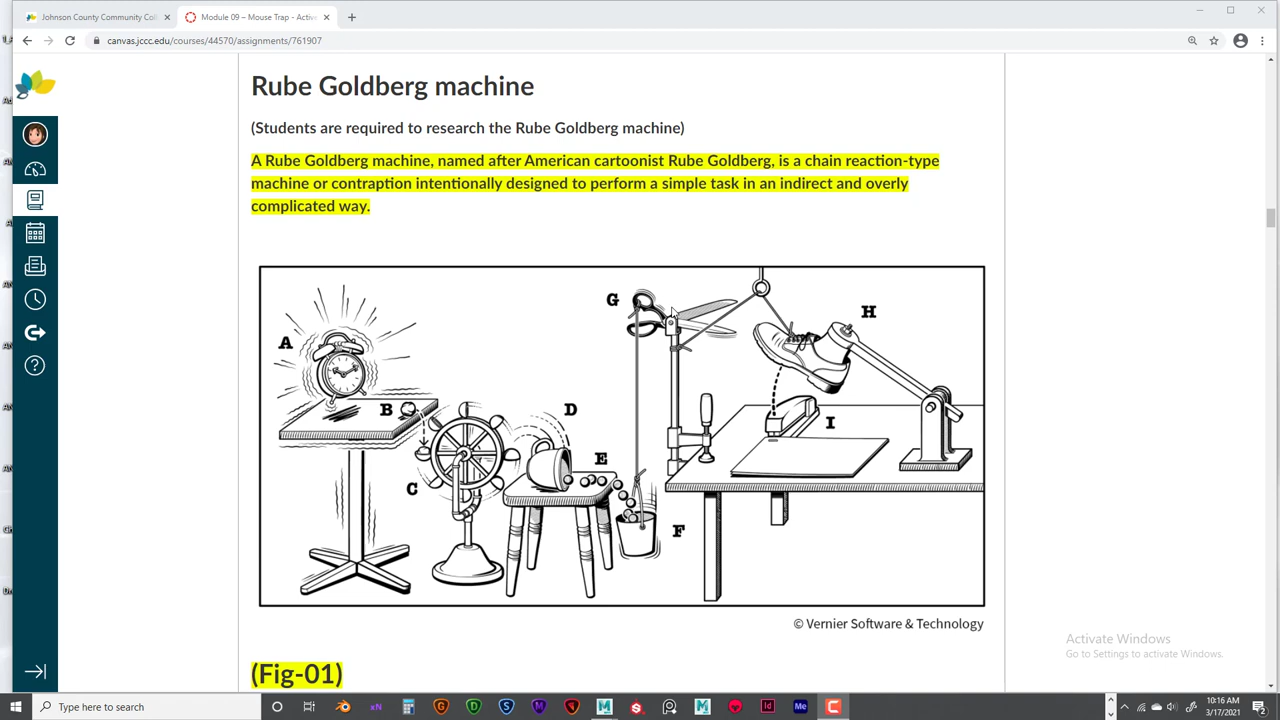 Johnson County Community Coll
Module 09 – Mouse Trap - Activ
canvas.jccc.edu/courses/44570/assignments/761907
Rube Goldberg machine
(Students are required to research the Rube Goldberg machine)
A Rube Goldberg machine, named after American cartoonist Rube Goldberg, is a chain reaction-type
machine or contraption intentionally designed to perform a simple task in an indirect and overly
complicated way.
G
H
A
B
D
I
E
C
F
© Vernier Software & Technology
Activate Windows
Go to Settings to activate Windows.
(Fig-01)
Type here to search
10:16 AM
3/17/2021